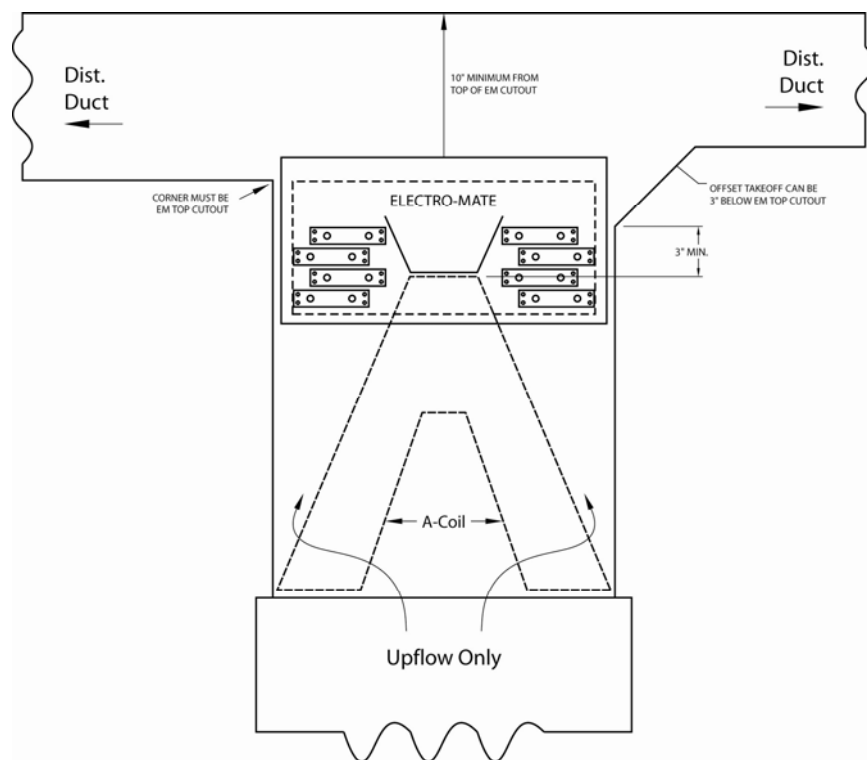 Dist.
Duct
10" MINIMUM FROM
TOP OF EM CUTOUT
Dist.
Duct
CORNER MUST BE
EM TOP CUTOUT
ELECTRO-MATE
OFFSET TAKEOFF CAN BE
3" BELOW EM TOP CUTOUT
3" MIN.
A-Coil
Upflow Only